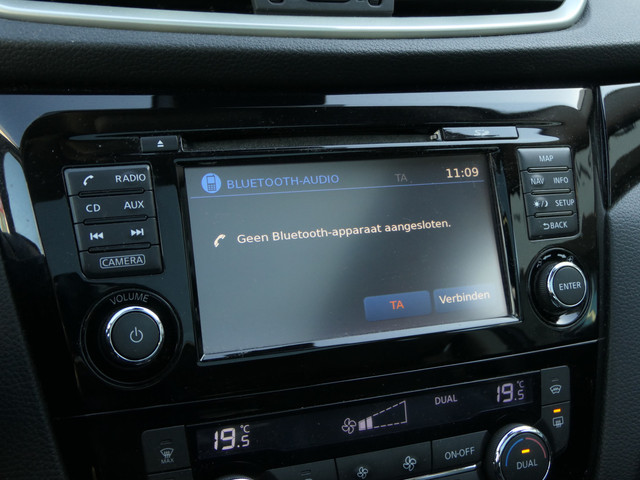 BLUETOOTH-AUDIO TA 11:09
Geen Bluetooth-apparaat aangesloten.
TA Verbinden
RADIO
CD AUX
CAMERA
VOLUME
MAP
NAV INFO
SETUP
BACK
ENTER
19.5°C DUAL 19.5°C
MAX
ON·OFF
DUAL